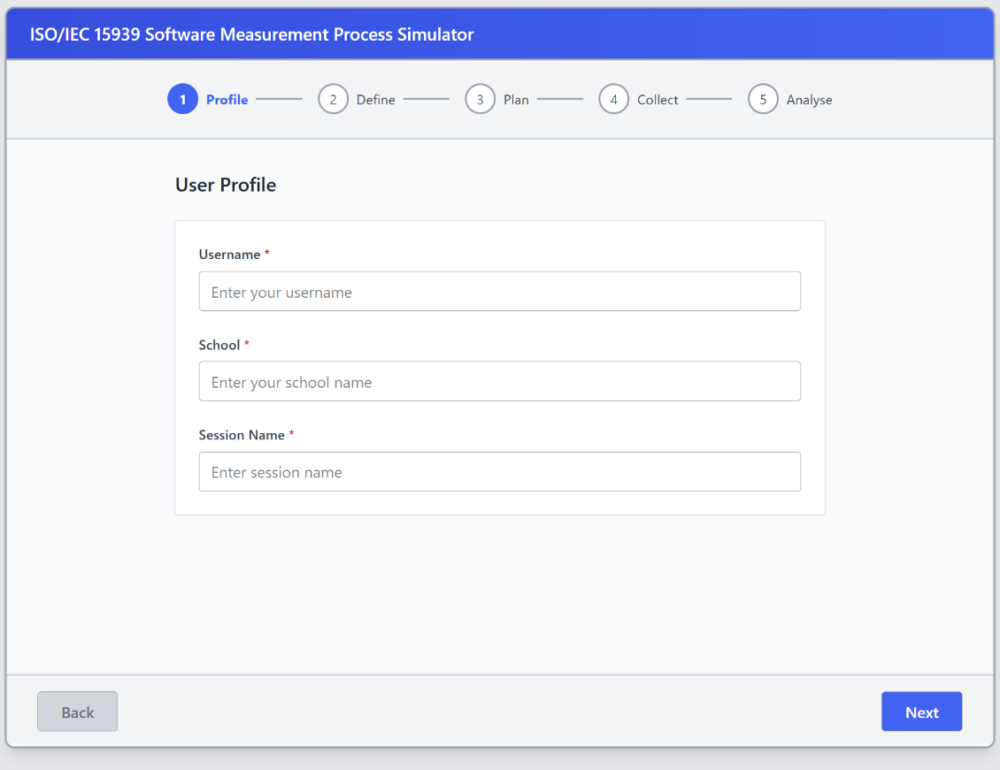 ISO/IEC 15939 Software Measurement Process Simulator
1 Profile 2 Define 3 Plan 4 Collect 5 Analyse
User Profile
Username *
Enter your username
School *
Enter your school name
Session Name *
Enter session name
Back Next